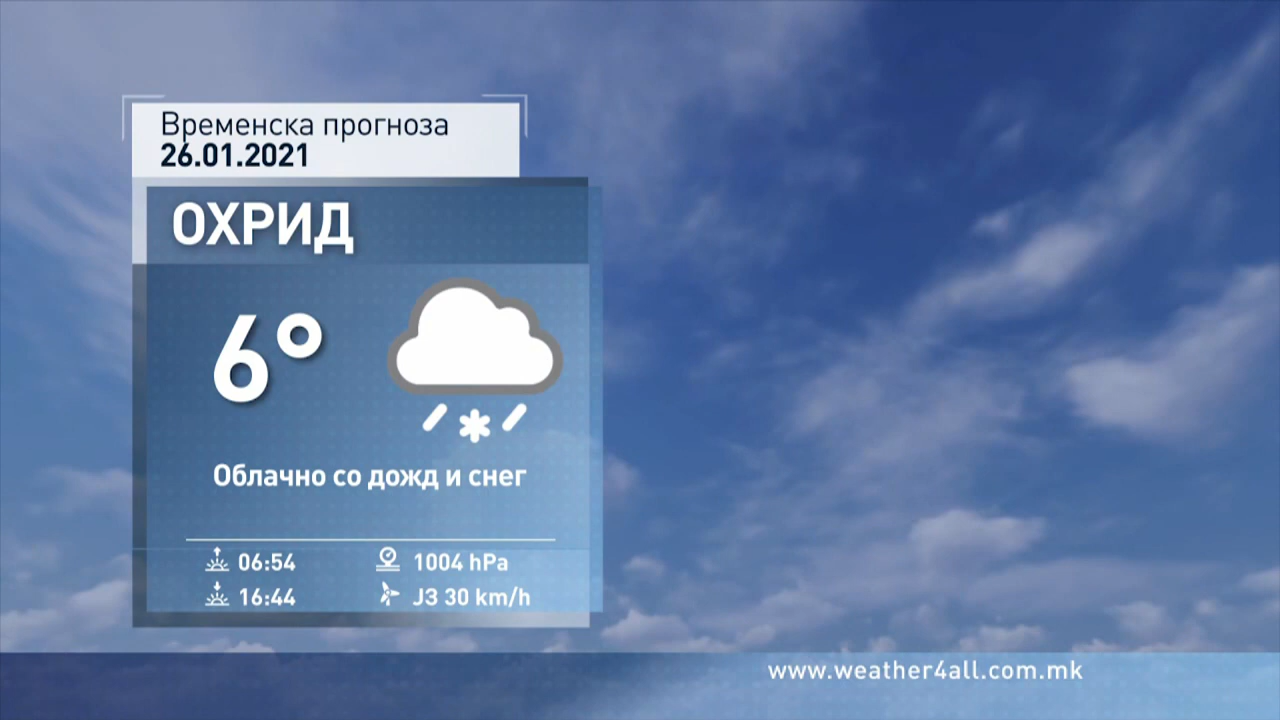 Временска прогноза
26.01.2021
ОХРИД
6°
Облачно со дожд и снег
06:54
1004 hPa
16:44
ЈЗ 30 km/h
www.weather4all.com.mk